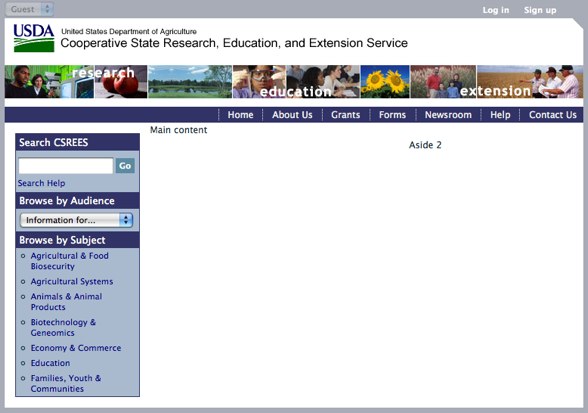 Guest
Log in Sign up
USDA
United States Department of Agriculture
Cooperative State Research, Education, and Extension Service
research
education
extension
Home About Us Grants Forms Newsroom Help Contact Us
Search CSREES
Go
Search Help
Browse by Audience
Information for...
Browse by Subject
Agricultural & Food
Biosecurity
Agricultural Systems
Animals & Animal
Products
Biotechnology &
Geneomics
Economy & Commerce
Education
Families, Youth &
Communities
Main content
Aside 2